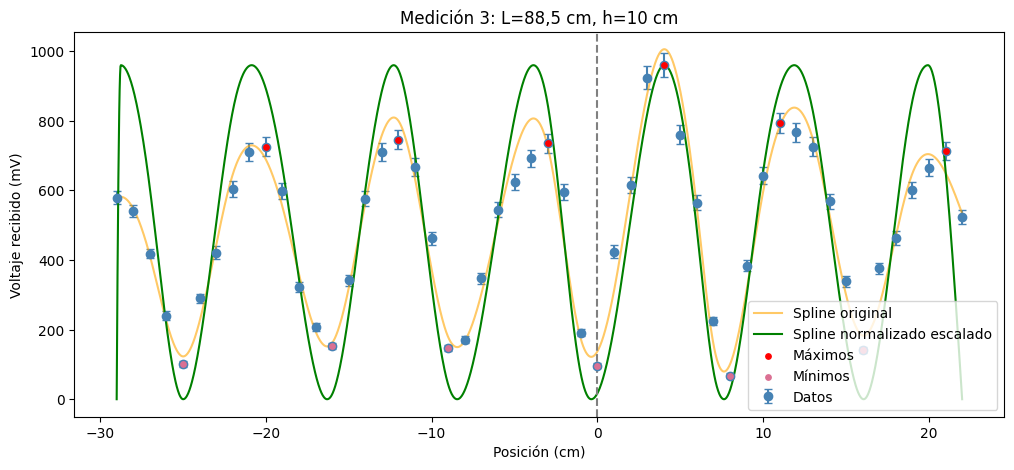 Medición 3: L=88,5 cm, h=10 cm
Voltaje recibido (mV)
1000
800
600
400
200
0
−30
−20
−10
0
10
20
Posición (cm)
Spline original
Spline normalizado escalado
Máximos
Mínimos
Datos